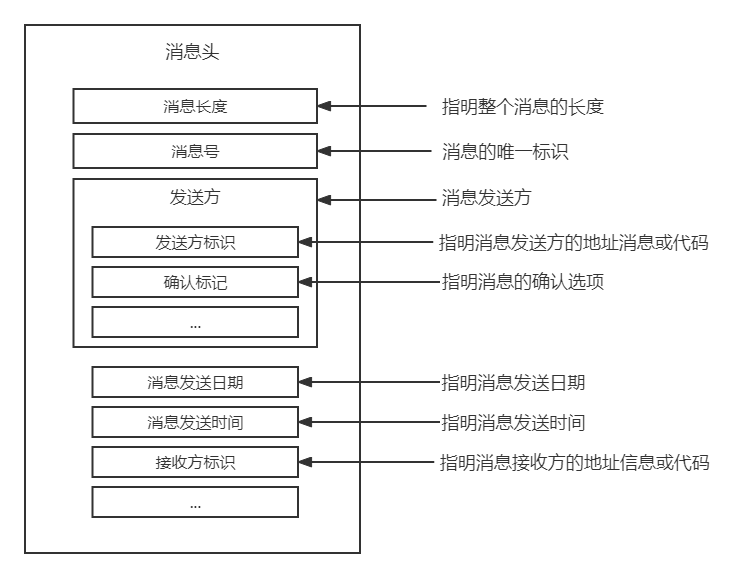 消息头
消息长度
指明整个消息的长度
消息号
消息的唯一标识
发送方
消息发送方
发送方标识
指明消息发送方的地址消息或代码
确认标记
指明消息的确认选项
...
消息发送日期
指明消息发送日期
消息发送时间
指明消息发送时间
接收方标识
指明消息接收方的地址信息或代码
...